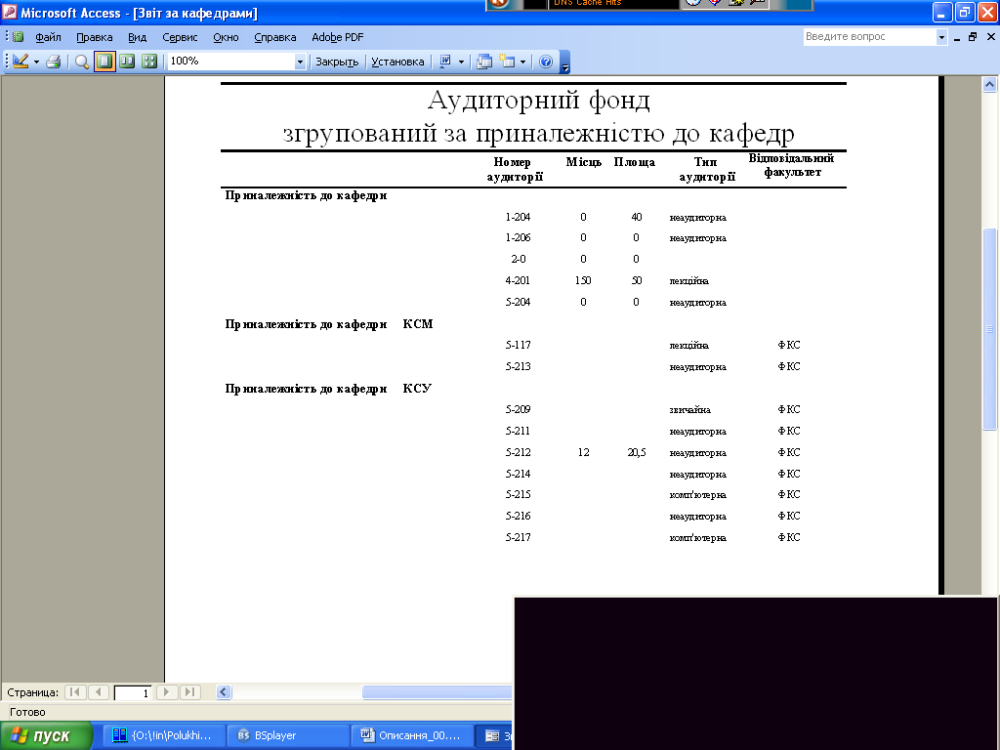 DNS Cache Hits
Microsoft Access - [Звіт за кафедрами]
Файл Правка Вид Сервис Окно Справка Adobe PDF Введите вопрос
100% Закрыть Установка
Аудиторний фонд
згрупований за приналежністю до кафедр
Номер аудиторії Місць Площа Тип аудиторії Відповідальний факультет
Приналежність до кафедри
1-204 0 40 неаудиторна
1-206 0 0 неаудиторна
2-0 0 0
4-201 150 50 лекційна
5-204 0 0 неаудиторна
Приналежність до кафедри КСМ
5-117 лекційна ФКС
5-213 неаудиторна ФКС
Приналежність до кафедри КСУ
5-209 звичайна ФКС
5-211 неаудиторна ФКС
5-212 12 20,5 неаудиторна ФКС
5-214 неаудиторна ФКС
5-215 комп'ютерна ФКС
5-216 неаудиторна ФКС
5-217 комп'ютерна ФКС
Страница: 1
Готово
пуск {O:\!in\Polukhi... BSplayer Описання_00....